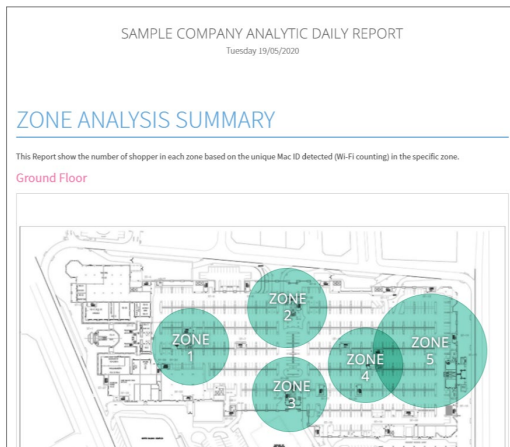 SAMPLE COMPANY ANALYTIC DAILY REPORT
Tuesday 19/05/2020
ZONE ANALYSIS SUMMARY
This Report show the number of shopper in each zone based on the unique Mac ID detected (Wi-Fi counting) in the specific zone.
Ground Floor
ZONE
2
ZONE
1
ZONE
5
ZONE
4
ZONE
3